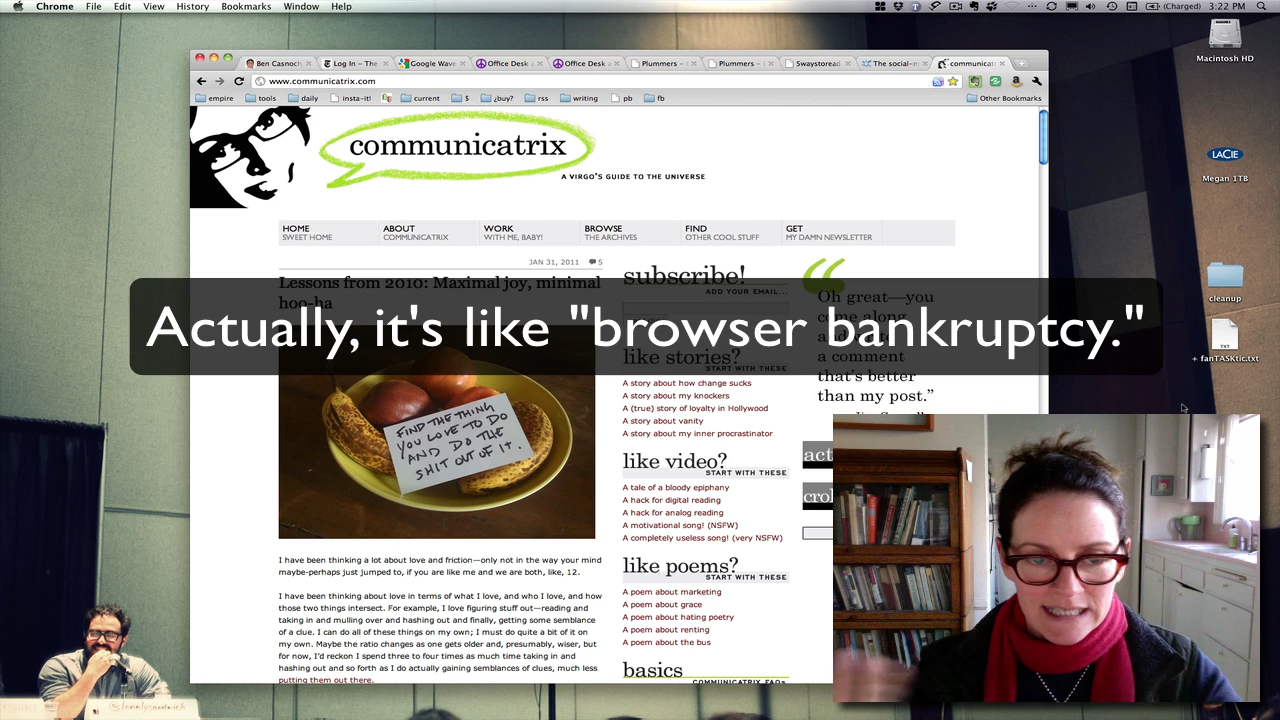 Chrome File Edit View History Bookmarks Window Help
(Charged) 3:22 PM
Macintosh HD
Ben Casnoch
Log In – The
Google Wave
Office Desk
Office Desk
Plummers –
Plummers –
5waystoread
The social-m
communicat
www.communicatrix.com
empire tools daily insta-it! current $ ¿buy? rss writing pb fb Other Bookmarks
communicatrix
A VIRGO'S GUIDE TO THE UNIVERSE
LACIE
Megan 1TB
HOME ABOUT WORK BROWSE FIND GET
SWEET HOME COMMUNICATRIX WITH ME, BABY! THE ARCHIVES OTHER COOL STUFF MY DAMN NEWSLETTER
JAN 31, 2011 5
Lessons from 2010: Maximal joy, minimal
hoo-ha
Actually, it's like "browser bankruptcy."
FIND THE THING
YOU LOVE TO DO
AND DO THE
SHIT OUT OF IT.
I have been thinking a lot about love and friction—only not in the way your mind
maybe-perhaps just jumped to, if you are like me and we are both, like, 12.
I have been thinking about love in terms of what I love, and who I love, and how
those two things intersect. For example, I love figuring stuff out—reading and
taking in and mulling over and hashing out and finally, getting some semblance
of a clue. I can do all of these things on my own; I must do quite a bit of it on
my own. Maybe the ratio changes as one gets older and, presumably, wiser, but
for now, I'd reckon I spend three to four times as much time taking in and
hashing out and so forth as I do actually gaining semblances of clues, much less
putting them out there.
subscribe!
ADD YOUR EMAIL...
like stories?
START WITH THESE
A story about how change sucks
A story about my knockers
A (true) story of loyalty in Hollywood
A story about vanity
A story about my inner procrastinator
like video?
START WITH THESE
A tale of a bloody epiphany
A hack for digital reading
A hack for analog reading
A motivational song! (NSFW)
A completely useless song! (very NSFW)
like poems?
START WITH THESE
A poem about marketing
A poem about grace
A poem about hating poetry
A poem about renting
A poem about the bus
basics
COMMUNICATRIX FAQs
“
Oh great—you
come along
a comment
that's better
than my post.”
act
crol
cleanup
TXT
+ fanTASKtic.txt
@lonelysandwich